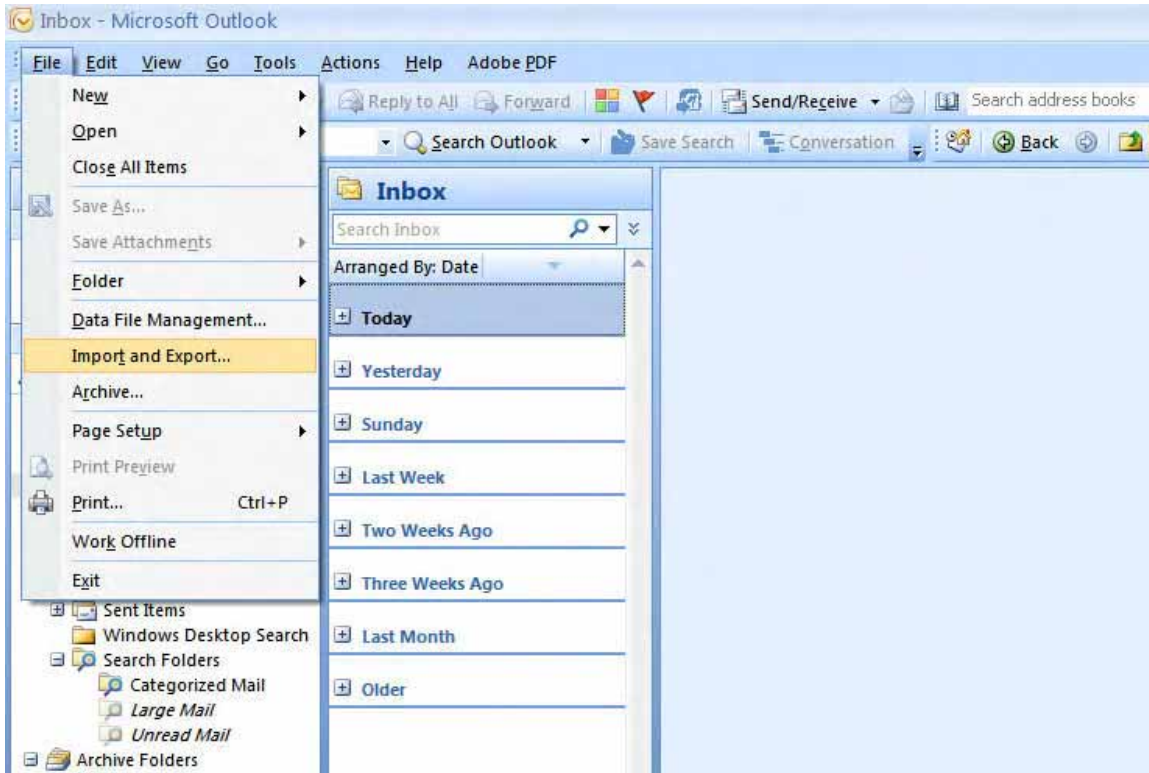 Inbox - Microsoft Outlook
File Edit View Go Tools Actions Help Adobe PDF
Reply to All Forward Send/Receive Search address books
Search Outlook Save Search Conversation Back
New
Open
Close All Items
Save As...
Save Attachments
Folder
Data File Management...
Import and Export...
Archive...
Page Setup
Print Preview
Print... Ctrl+P
Work Offline
Exit
Sent Items
Windows Desktop Search
Search Folders
Categorized Mail
Large Mail
Unread Mail
Archive Folders
Inbox
Search Inbox
Arranged By: Date
Today
Yesterday
Sunday
Last Week
Two Weeks Ago
Three Weeks Ago
Last Month
Older